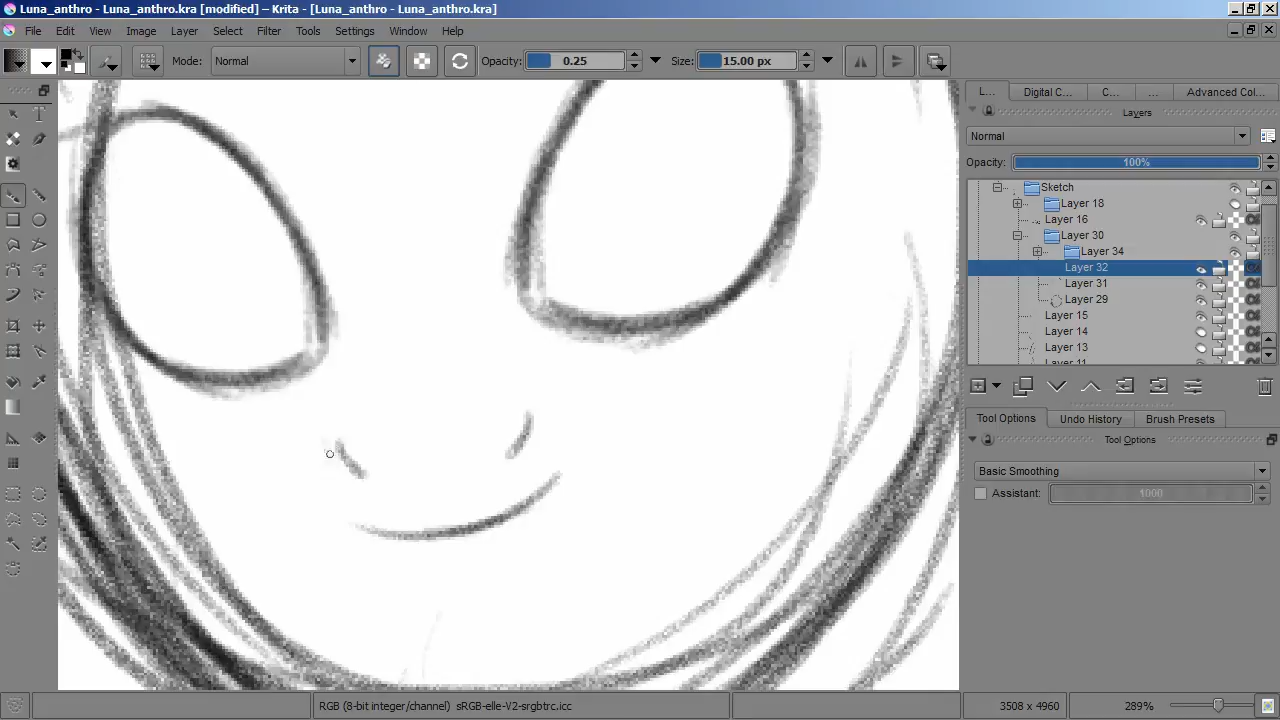 Luna_anthro - Luna_anthro.kra [modified] – Krita - [Luna_anthro - Luna_anthro.kra]
File Edit View Image Layer Select Filter Tools Settings Window Help
Mode: Normal Opacity: 0.25 Size: 15.00 px
L... Digital C... C... ... Advanced Col...
Layers
Normal
Opacity: 100%
Sketch
Layer 18
Layer 16
Layer 30
Layer 34
Layer 32
Layer 31
Layer 29
Layer 15
Layer 14
Layer 13
Layer 11
Tool Options Undo History Brush Presets
Tool Options
Basic Smoothing
Assistant: 1000
RGB (8-bit integer/channel) sRGB-elle-V2-srgbtrc.icc 3508 x 4960 289%